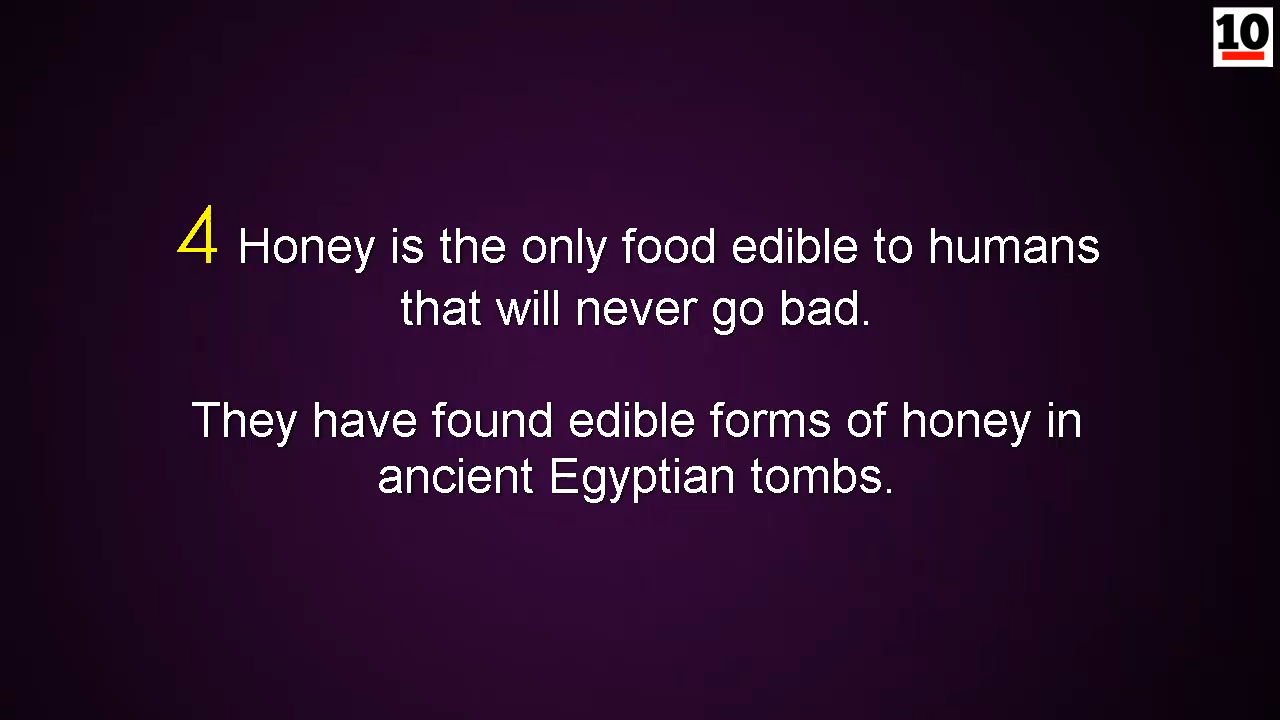 10
4 Honey is the only food edible to humans
that will never go bad.
They have found edible forms of honey in
ancient Egyptian tombs.